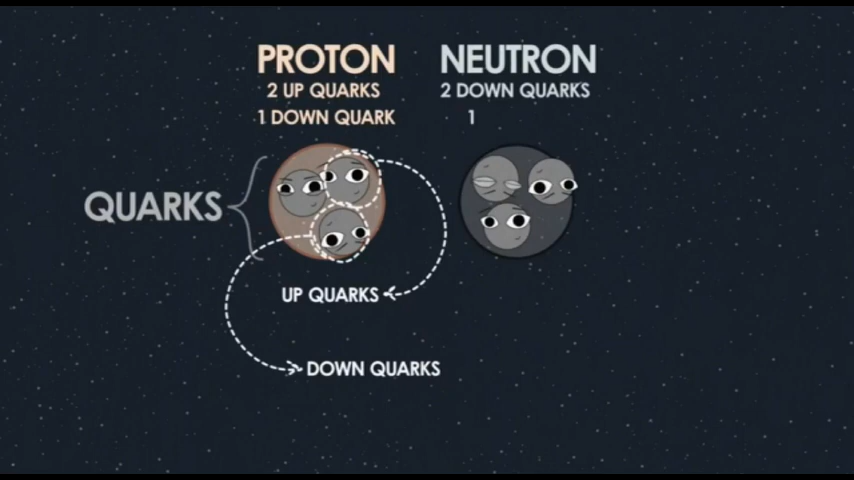 PROTON
2 UP QUARKS
1 DOWN QUARK
NEUTRON
2 DOWN QUARKS
1
QUARKS
UP QUARKS
DOWN QUARKS